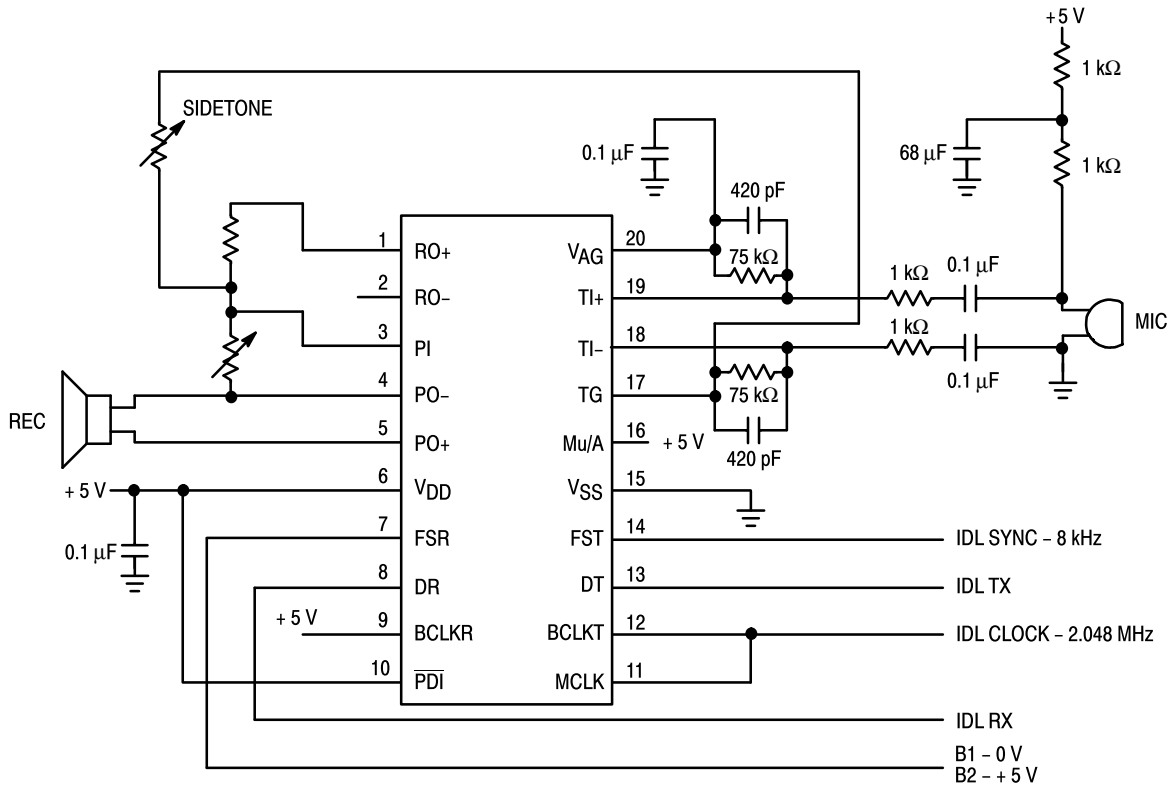 + 5 V
1 kΩ
SIDETONE
0.1 µF
68 µF
1 kΩ
420 pF
75 kΩ
1 RO+
2 RO–
3 PI
4 PO–
5 PO+
6 VDD
7 FSR
8 DR
9 BCLKR
10 PDI
VAG 20
TI+ 19
TI– 18
TG 17
Mu/A 16
VSS 15
FST 14
DT 13
BCLKT 12
MCLK 11
1 kΩ
0.1 µF
1 kΩ
0.1 µF
MIC
75 kΩ
420 pF
+ 5 V
REC
+ 5 V
0.1 µF
+ 5 V
IDL SYNC – 8 kHz
IDL TX
IDL CLOCK – 2.048 MHz
IDL RX
B1 – 0 V
B2 – + 5 V